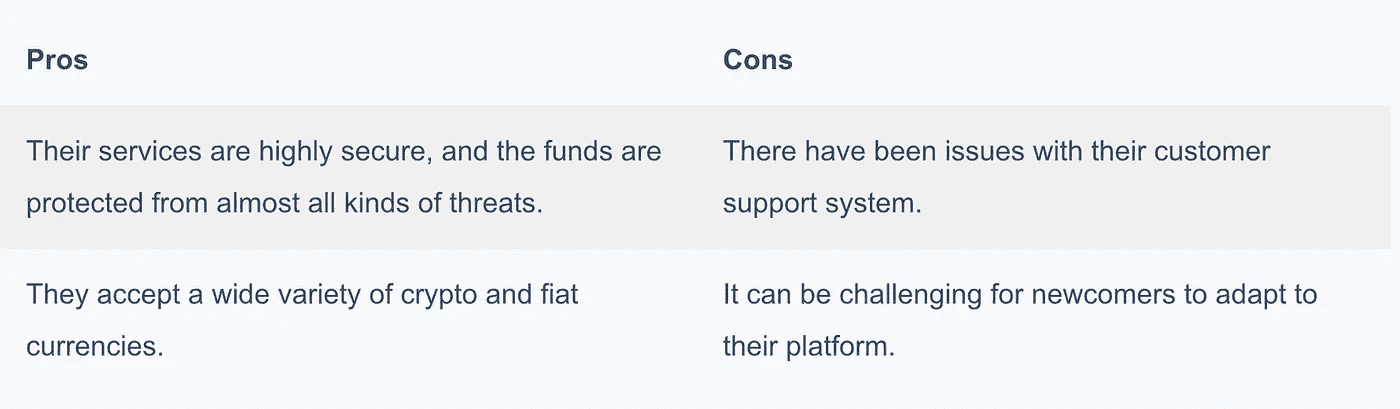 Pros
Cons
Their services are highly secure, and the funds are
protected from almost all kinds of threats.
There have been issues with their customer
support system.
They accept a wide variety of crypto and fiat
currencies.
It can be challenging for newcomers to adapt to
their platform.